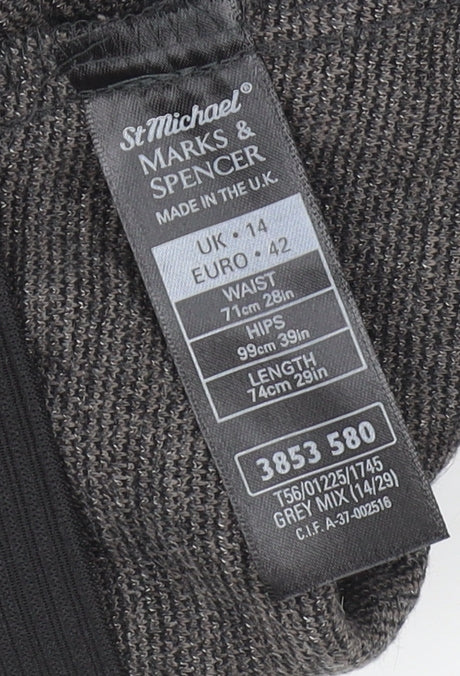 St Michael®
MARKS &
SPENCER
MADE IN THE U.K.
UK • 14
EURO • 42
WAIST
71cm 28in
HIPS
99cm 39in
LENGTH
74cm 29in
3853 580
T56/01225/1745
GREY MIX (14/29)
C.I.F. A-37-002516